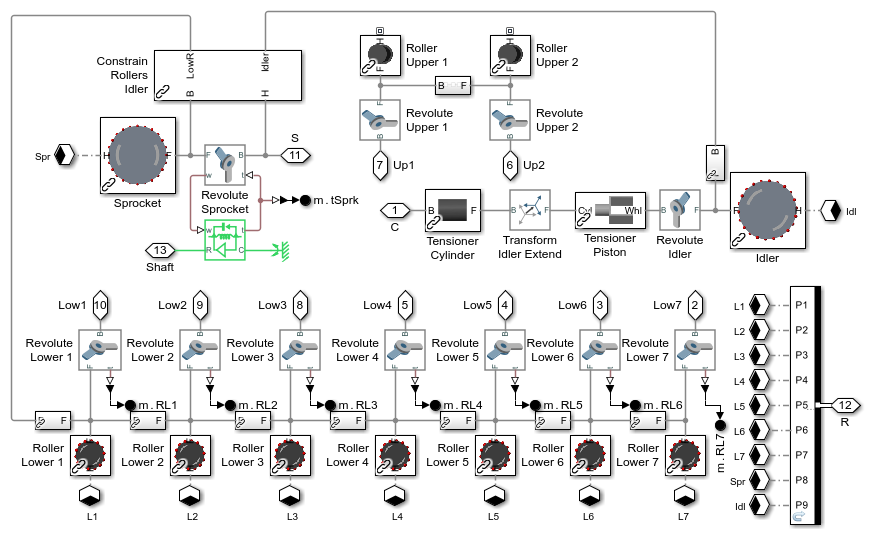 Constrain
Rollers
Idler
LowR
Idler
B
H
Roller
Upper 1
H
F
Roller
Upper 2
H
F
B F
Revolute
Upper 1
F
B
Revolute
Upper 2
F
B
7
Up1
6
Up2
Spr
H
F
Sprocket
F
B
w
t
Revolute
Sprocket
S
11
m.tSprk
w
t
R
C
13
Shaft
1
C
B
F
Tensioner
Cylinder
B
F
Transform
Idler Extend
Cyl
Whl
Tensioner
Piston
B
F
Revolute
Idler
B
F
H
Idler
Idl
Low1
10
Low2
9
Low3
8
Low4
5
Low5
4
Low6
3
Low7
2
Revolute
Lower 1
B
F
Revolute
Lower 2
B
F
Revolute
Lower 3
B
F
Revolute
Lower 4
B
F
Revolute
Lower 5
B
F
Revolute
Lower 6
B
F
Revolute
Lower 7
B
F
m.RL1
m.RL2
m.RL3
m.RL4
m.RL5
m.RL6
m.RL7
F
F
F
F
F
F
F
Roller
Lower 1
Roller
Lower 2
Roller
Lower 3
Roller
Lower 4
Roller
Lower 5
Roller
Lower 6
Roller
Lower 7
L1
L2
L3
L4
L5
L6
L7
L1 P1
L2 P2
L3 P3
L4 P4
L5 P5
L6 P6
L7 P7
Spr P8
Idl P9
12
R